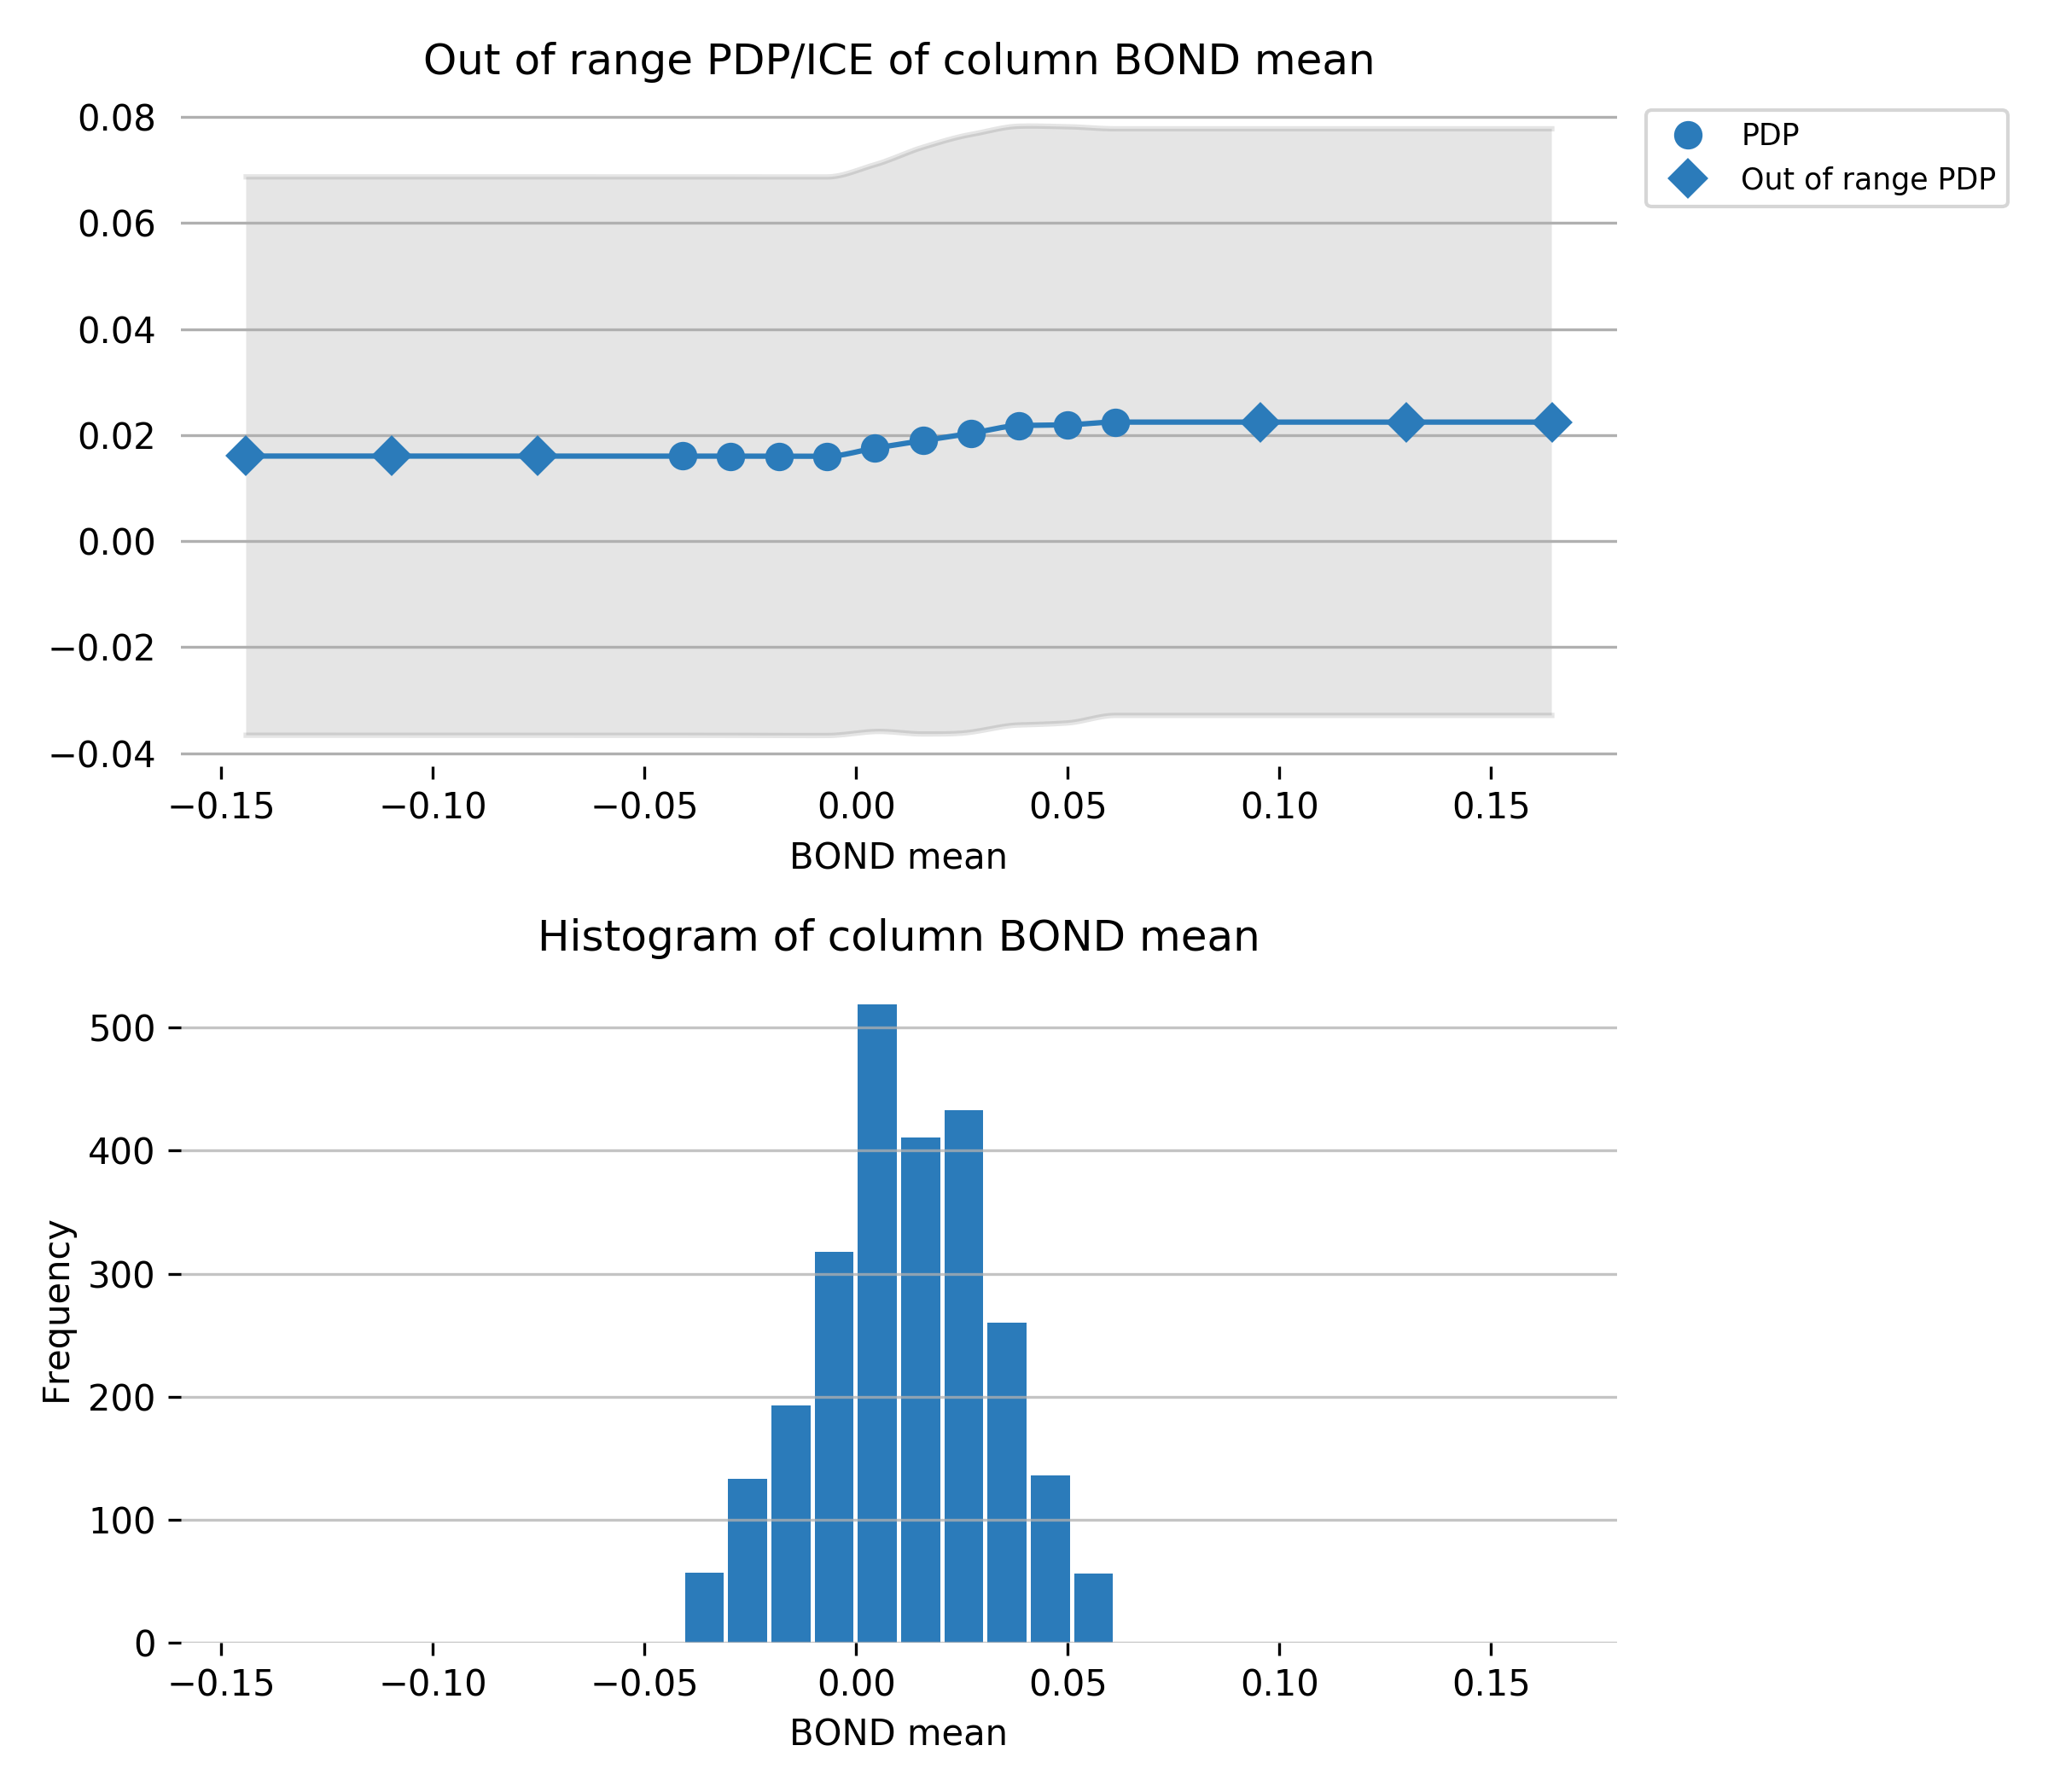 Out of range PDP/ICE of column BOND mean
0.08
0.06
0.04
0.02
0.00
−0.02
−0.04
−0.15 −0.10 −0.05 0.00 0.05 0.10 0.15
BOND mean
PDP
Out of range PDP
Histogram of column BOND mean
500
400
300
200
100
0
Frequency
−0.15 −0.10 −0.05 0.00 0.05 0.10 0.15
BOND mean